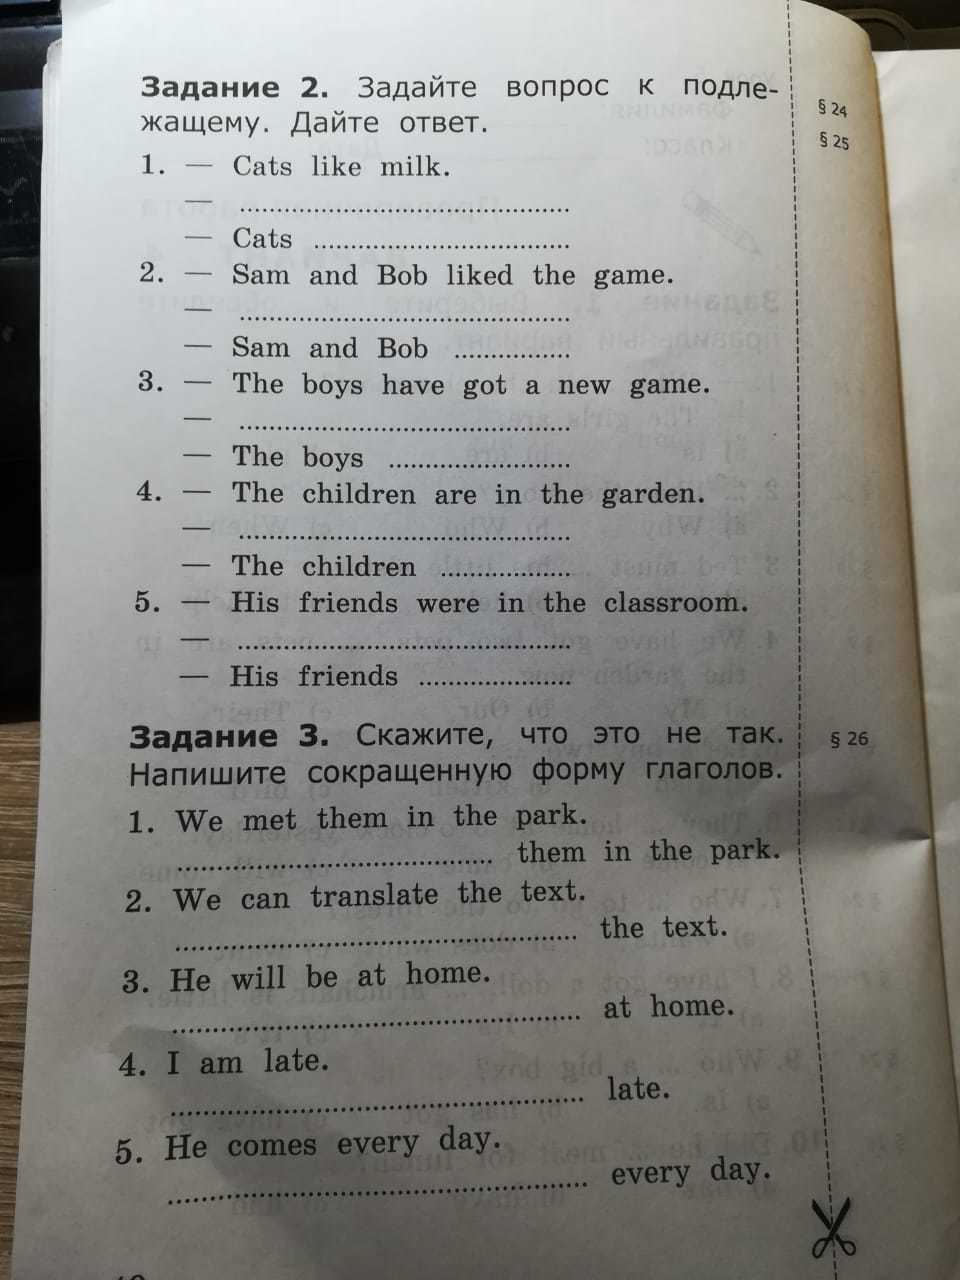 Задание 2. Задайте вопрос к подле-
жащему. Дайте ответ.
§ 24
§ 25
1. — Cats like milk.
— ......................................
— Cats ..............................
2. — Sam and Bob liked the game.
— ......................................
— Sam and Bob ...............
3. — The boys have got a new game.
— ......................................
— The boys ........................
4. — The children are in the garden.
— ......................................
— The children .................
5. — His friends were in the classroom.
— ......................................
— His friends ....................
Задание 3. Скажите, что это не так.
§ 26
Напишите сокращенную форму глаголов.
1. We met them in the park.
...................................... them in the park.
2. We can translate the text.
...................................... the text.
3. He will be at home.
...................................... at home.
4. I am late.
...................................... late.
5. He comes every day.
...................................... every day.